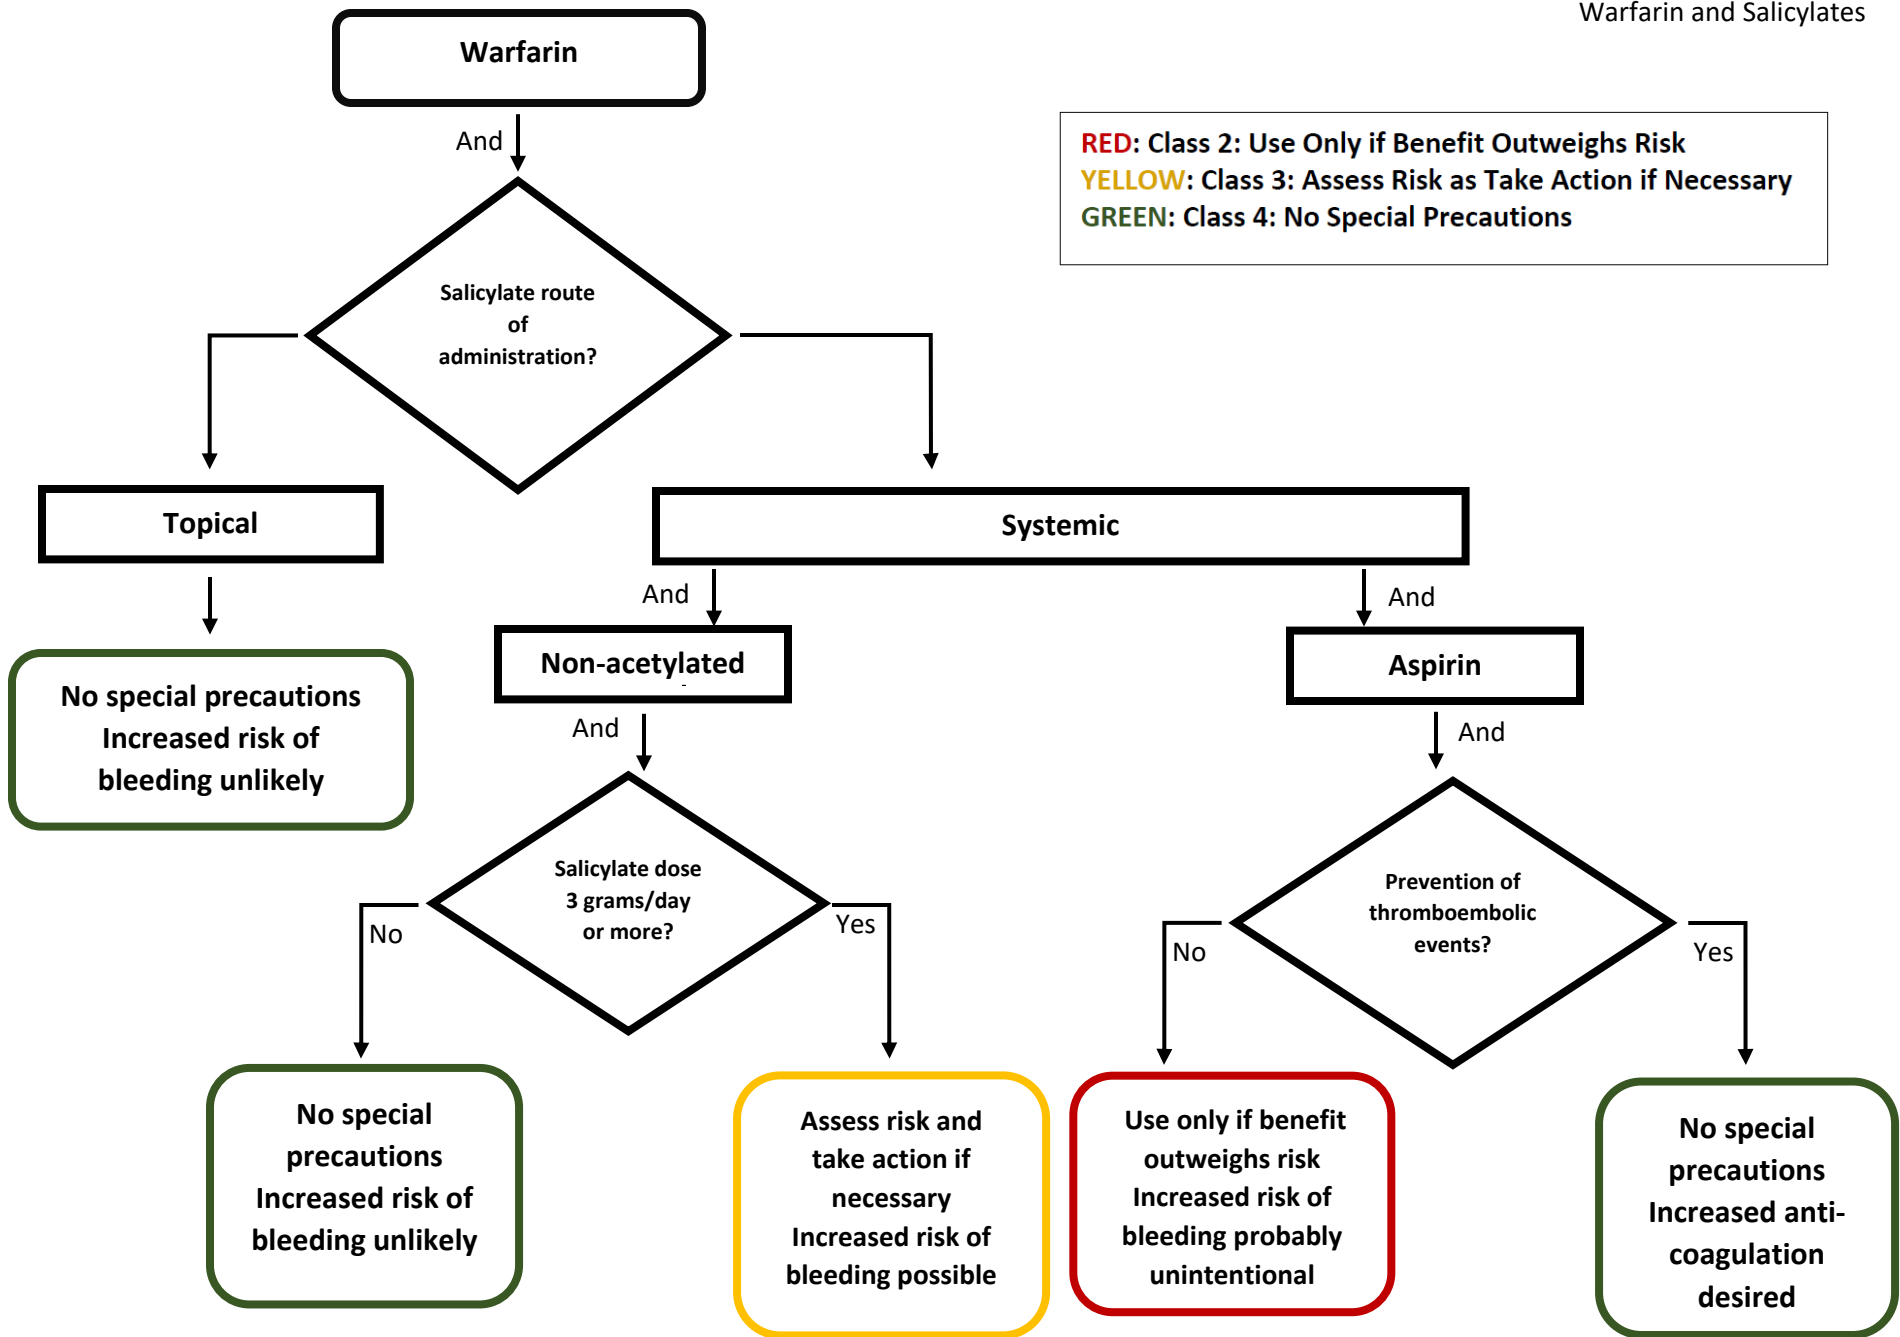 Warfarin and Salicylates
Warfarin
And
RED: Class 2: Use Only if Benefit Outweighs Risk
YELLOW: Class 3: Assess Risk as Take Action if Necessary
GREEN: Class 4: No Special Precautions
Salicylate route
of
administration?
Topical
Systemic
And
And
No special precautions
Increased risk of
bleeding unlikely
Non-acetylated
Aspirin
And
And
Salicylate dose
3 grams/day
or more?
No
Yes
Prevention of
thromboembolic
events?
No
Yes
No special
precautions
Increased risk of
bleeding unlikely
Assess risk and
take action if
necessary
Increased risk of
bleeding possible
Use only if benefit
outweighs risk
Increased risk of
bleeding probably
unintentional
No special
precautions
Increased anti-
coagulation
desired